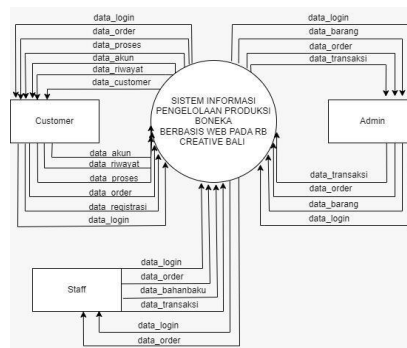 data_login
data_order
data_proses
data_akun
data_riwayat
data_customer
data_login
data_barang
data_order
data_transaksi
Customer
SISTEM INFORMASI
PENGELOLAAN PRODUKSI
BONEKA
BERBASIS WEB PADA RB
CREATIVE BALI
Admin
data_akun
data_riwayat
data_proses
data_order
data_registrasi
data_login
data_transaksi
data_order
data_barang
data_login
Staff
data_login
data_order
data_bahanbaku
data_transaksi
data_login
data_order